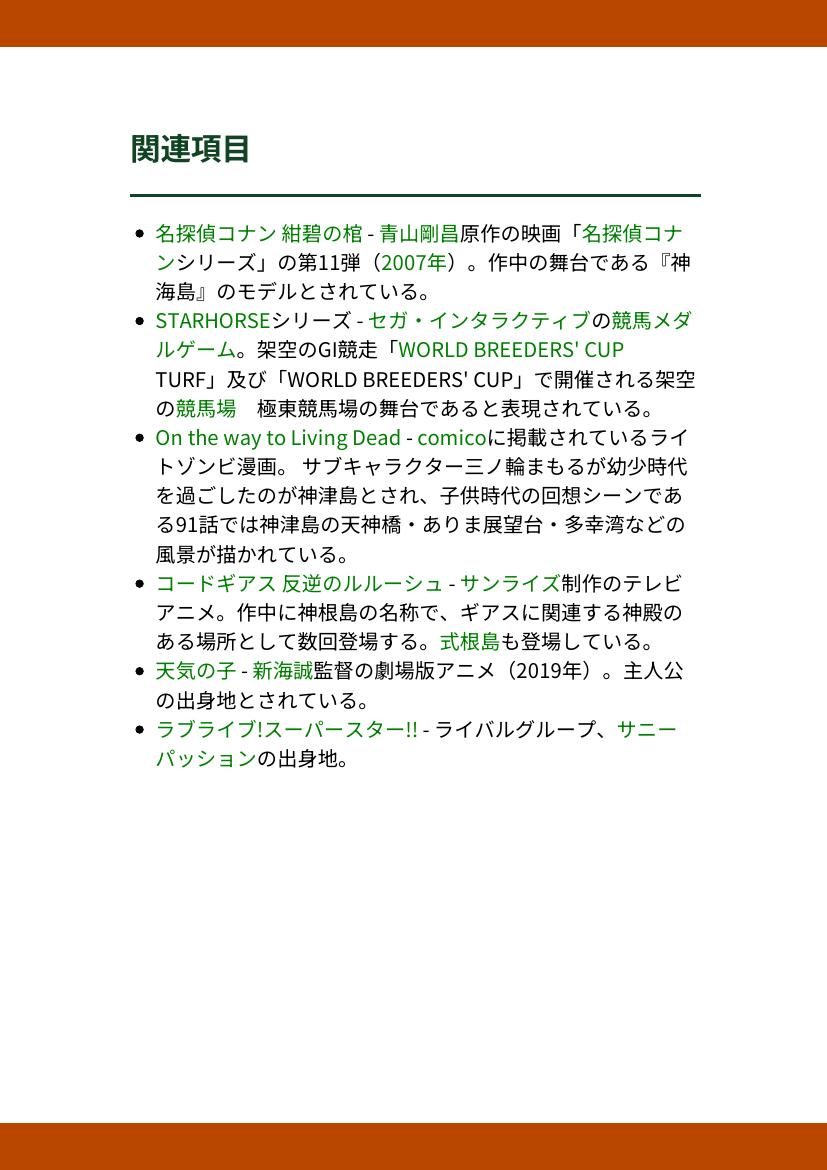 関連項目
名探偵コナン 紺碧の棺 - 青山剛昌原作の映画「名探偵コナ
ンシリーズ」の第11弾（2007年）。作中の舞台である『神
海島』のモデルとされている。
STARHORSEシリーズ - セガ・インタラクティブの競馬メダ
ルゲーム。架空のGI競走「WORLD BREEDERS' CUP
TURF」及び「WORLD BREEDERS' CUP」で開催される架空
の競馬場　極東競馬場の舞台であると表現されている。
On the way to Living Dead - comicoに掲載されているライ
トゾンビ漫画。 サブキャラクター三ノ輪まもるが幼少時代
を過ごしたのが神津島とされ、子供時代の回想シーンであ
る91話では神津島の天神橋・ありま展望台・多幸湾などの
風景が描かれている。
コードギアス 反逆のルルーシュ - サンライズ制作のテレビ
アニメ。作中に神根島の名称で、ギアスに関連する神殿の
ある場所として数回登場する。式根島も登場している。
天気の子 - 新海誠監督の劇場版アニメ（2019年）。主人公
の出身地とされている。
ラブライブ!スーパースター!! - ライバルグループ、サニー
パッションの出身地。